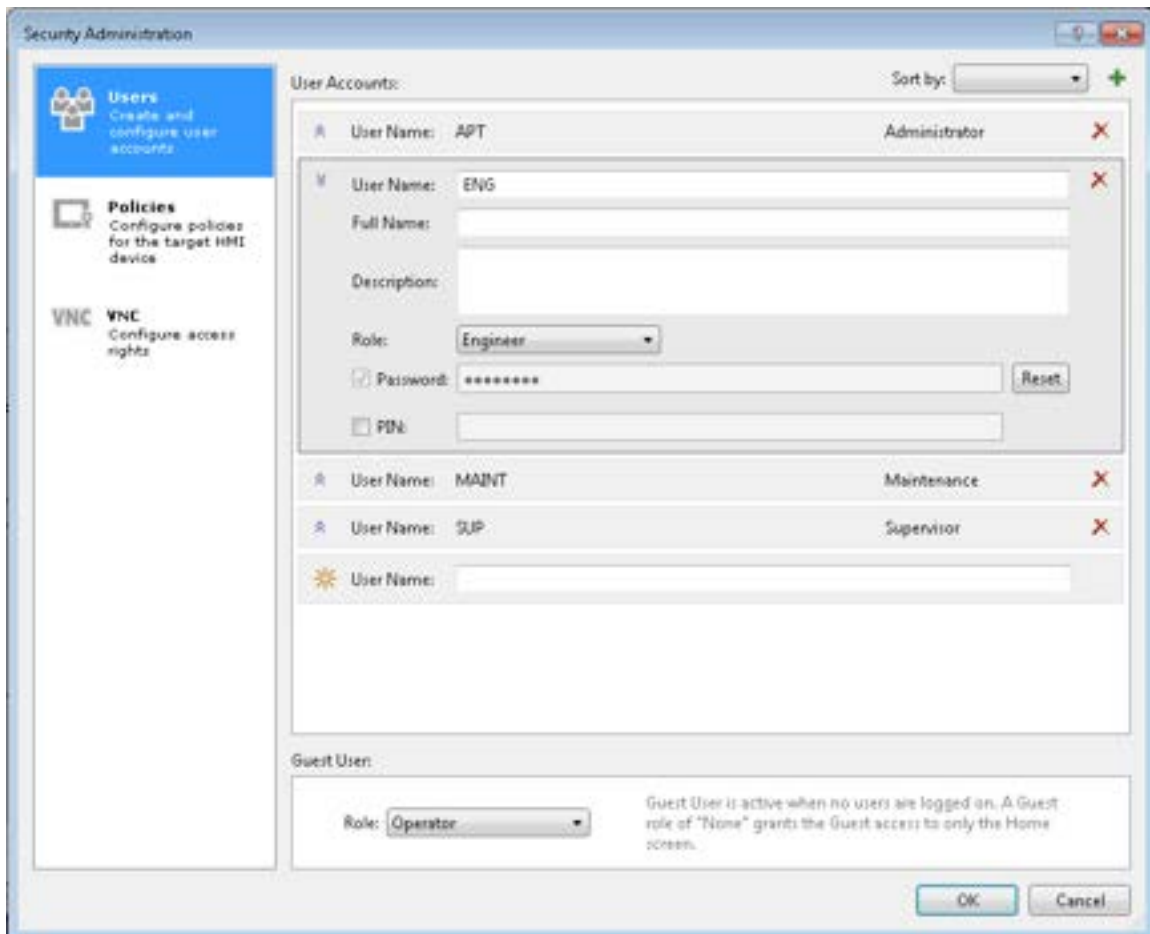 Security Administration
Users
Create and
configure user
accounts
Policies
Configure policies
for the target HMI
device
VNC VNC
Configure access
rights
User Accounts:
Sort by:
User Name: APT Administrator
User Name: ENG
Full Name:
Description:
Role: Engineer
Password: ●●●●●●●● Reset
PIN:
User Name: MAINT Maintenance
User Name: SUP Supervisor
User Name:
Guest User:
Role: Operator
Guest User is active when no users are logged on. A Guest
role of "None" grants the Guest access to only the Home
screen.
OK Cancel